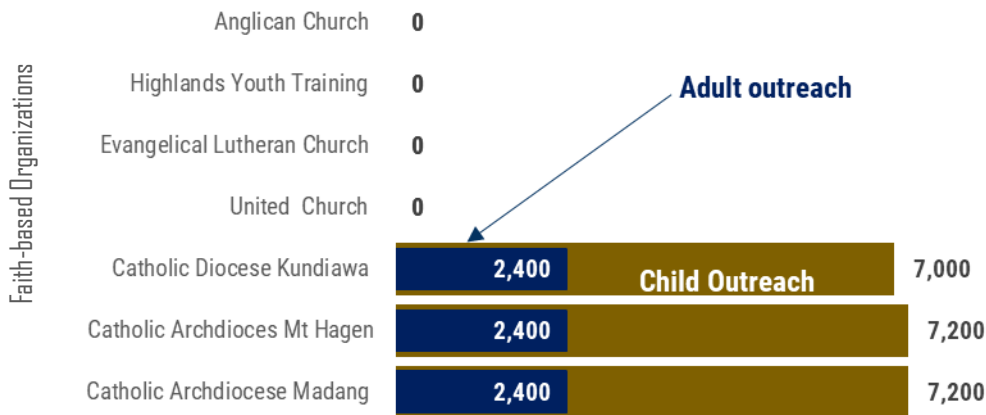 Faith-based Organizations
Anglican Church 0
Highlands Youth Training 0
Adult outreach
Evangelical Lutheran Church 0
United Church 0
Catholic Diocese Kundiawa 2,400 Child Outreach 7,000
Catholic Archdioces Mt Hagen 2,400 7,200
Catholic Archdiocese Madang 2,400 7,200